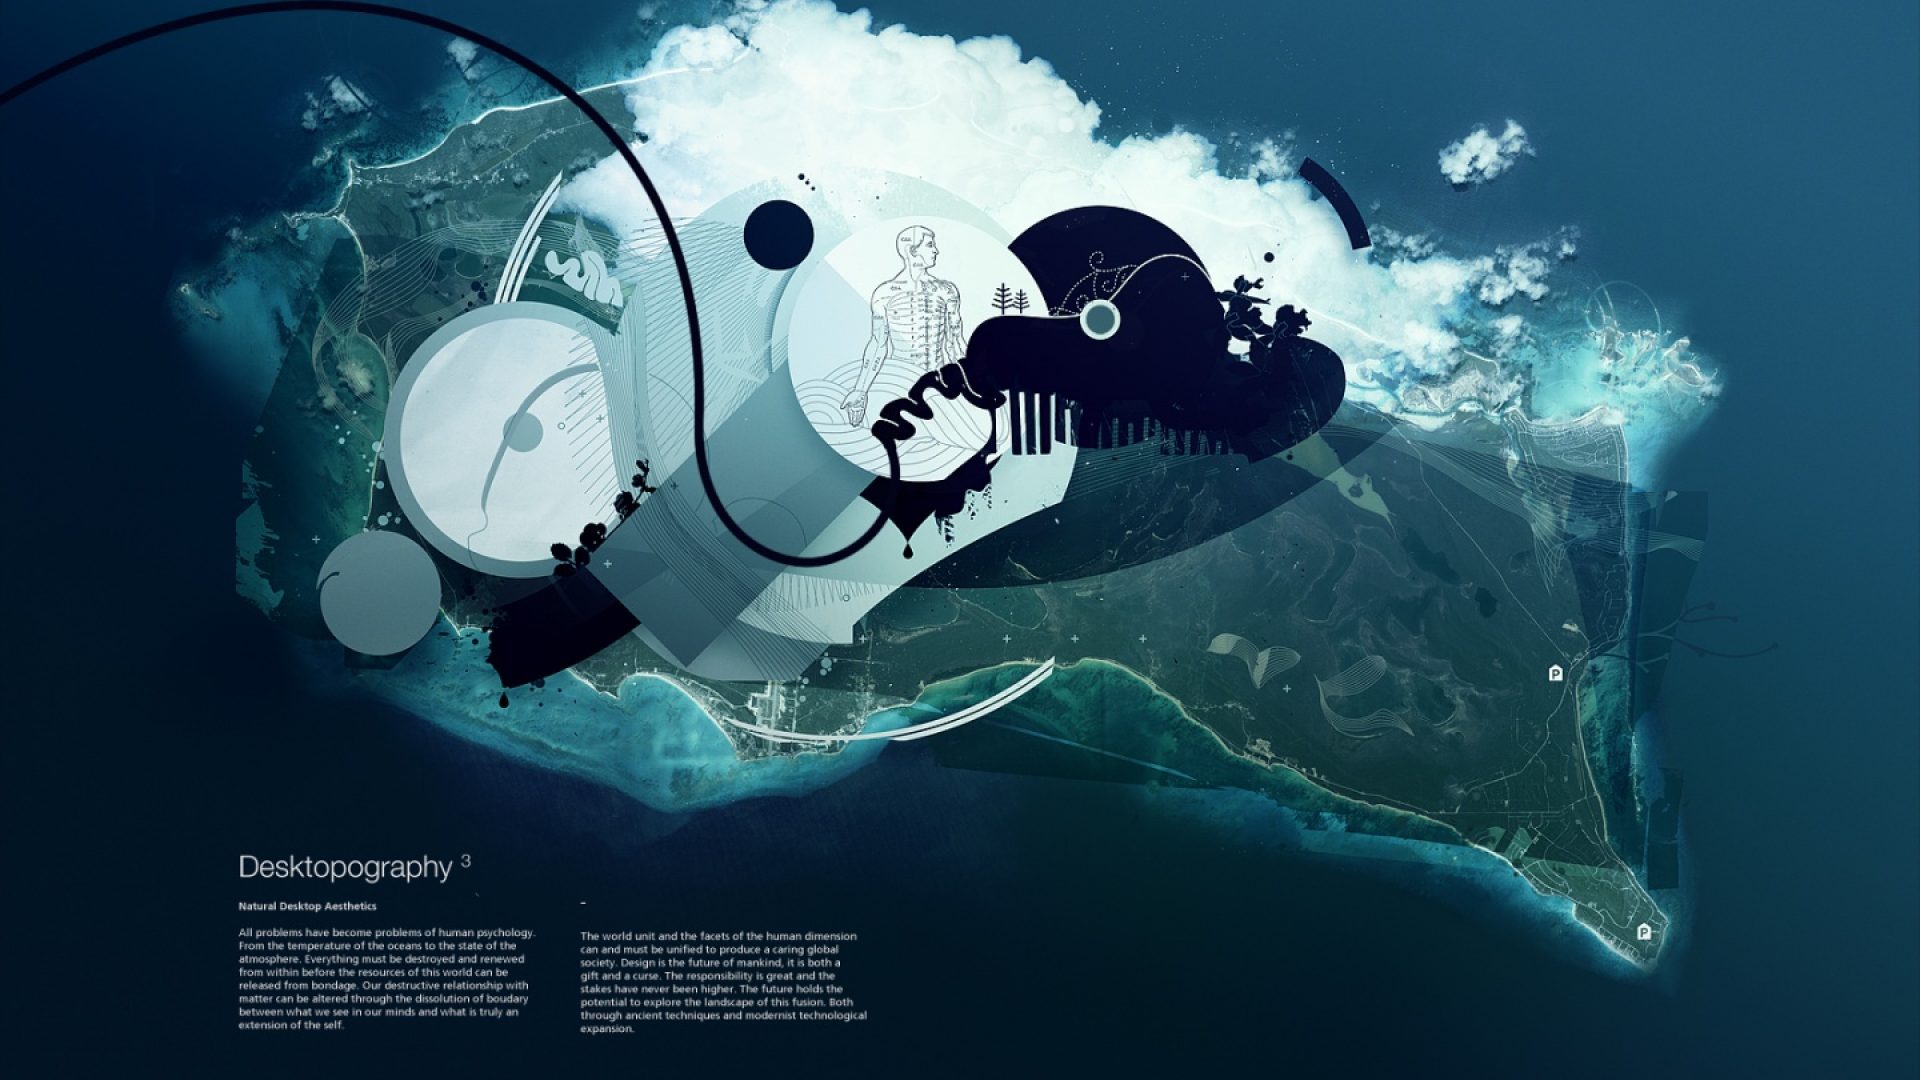 Desktopography 3
Natural Desktop Aesthetics
All problems have become problems of human psychology.
From the temperature of the oceans to the state of the
atmosphere. Everything must be destroyed and renewed
from within before the resources of this world can be
released from bondage. Our destructive relationship with
matter can be altered through the dissolution of boudary
between what we see in our minds and what is truly an
extension of the self.
–
The world unit and the facets of the human dimension
can and must be unified to produce a caring global
society. Design is the future of mankind, it is both a
gift and a curse. The responsibility is great and the
stakes have never been higher. The future holds the
potential to explore the landscape of this fusion. Both
through ancient techniques and modernist technological
expansion.
P
P